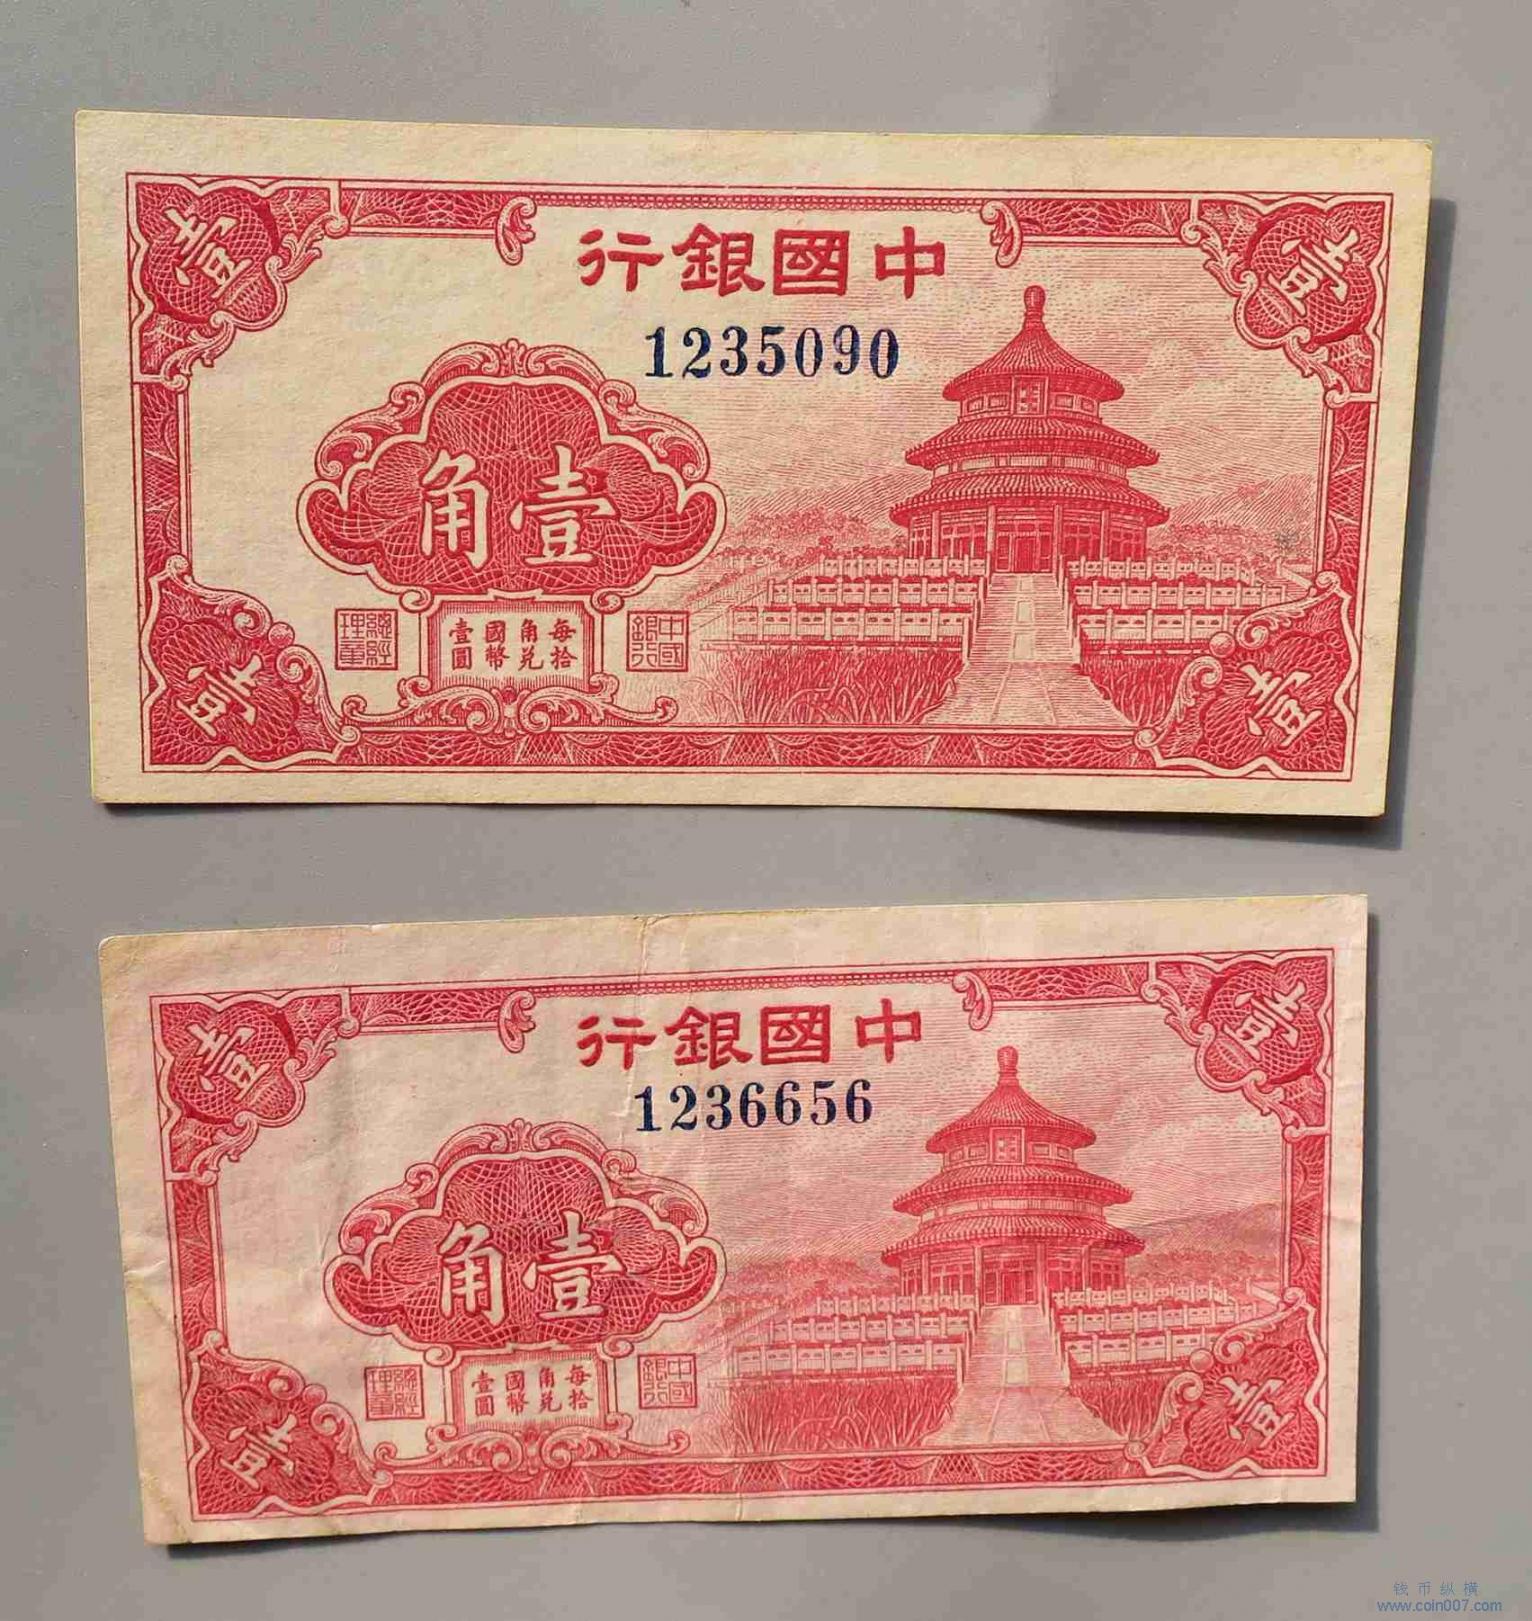 壹
壹
中國銀行
1235090
壹角
每拾角兌國幣壹圓
總經理章
中國銀行
壹
壹
壹
壹
中國銀行
1236656
壹角
每拾角兌國幣壹圓
總經理章
中國銀行
壹
壹
钱币纵横
www.coin007.com